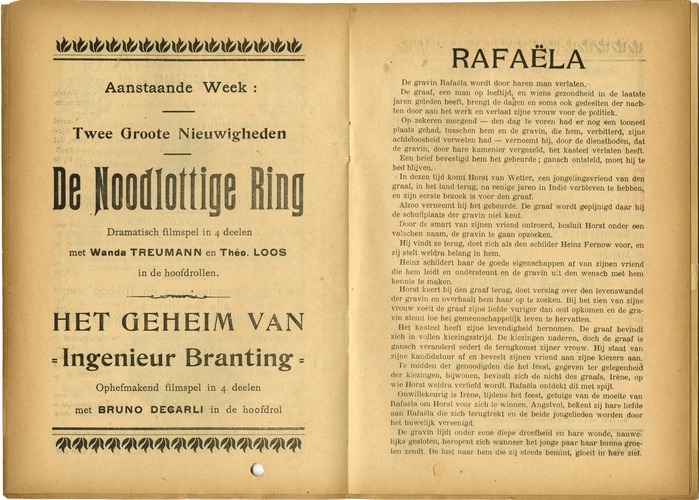 Aanstaande Week :
Twee Groote Nieuwigheden
De Noodlottige Ring
Dramatisch filmspel in 4 deelen
met Wanda TREUMANN en Théo. LOOS
in de hoofdrollen.
HET GEHEIM VAN
Ingenieur Branting
Ophefmakend filmspel in 4 deelen
met BRUNO DEGARLI in de hoofdrol
RAFAËLA
De gravin Rafaëla wordt door haren man verlaten.
De graaf, een man op leeftijd, en wiens gezondheid in de laatste
jaren geleden heeft, brengt de dagen en soms ook gedeelten der nach-
ten door aan het werk en verlaat zijne vrouw voor de politiek.
Op zekeren morgend — den dag te voren had er nog een tooneel
plaats gehad, tusschen hem en de gravin, die hem, verbitterd, zijne
achteloosheid verweten had — verneemt hij, door de dienstboden, dat
de gravin, door hare kamenier vergezeld, het kasteel verlaten heeft.
Een brief bevestigd hem het gebeurde ; gansch ontsteld, moet hij te
bed blijven.
In dezen tijd komt Horst van Wetter, een jongelingsvriend van den
graaf, in het land terug, na eenige jaren in Indië verbleven te hebben,
en zijn eerste bezoek is voor den graaf.
Alzoo verneemt hij het gebeurde. De graaf wordt gepijnigd daar hij
de schuilplaats der gravin niet kent.
Door de smart van zijnen vriend ontroerd, besluit Horst onder een
valschen naam, de gravin te gaan opzoeken.
Hij vindt ze terug, doet zich als den schilder Heinz Fernow voor, en
zij stelt weldra belang in hem.
Heinz schildert haar de goede eigenschappen af van zijnen vriend
die hem leidt en ondersteunt en de gravin uit den wensch met hem
kennis te maken.
Horst keert bij den graaf terug, doet verslag over den levenswandel
der gravin en overhaalt hem haar op te zoeken. Bij het zien van zijne
vrouw voelt de graaf zijne liefde vuriger dan ooit opkomen en de gra-
vin stemt toe het gemeenschappelijk leven te hervatten.
Het kasteel heeft zijne levendigheid hernomen. De graaf bevindt
zich in vollen kiezingsstrijd. De kiezingen naderen, doch de graaf is
gansch veranderd sedert de terugkomst zijner vrouw. Hij staat van
zijne kandidatuur af en beveelt zijnen vriend aan zijne kiezers aan.
Te midden der genoodigden die het feest, gegeven ter gelegenheid
der kiezingen, bijwonen, bevindt zich de nicht des graafs, Irène, op
wie Horst weldra verliefd wordt. Rafaëla ontdekt dit met spijt.
Onwillekeurig is Irène, tijdens het feest, getuige van de moeite van
Rafaëla om Horst voor zich te winnen. Angstvol, bekent zij hare liefde
aan Rafaëla die zich terugtrekt en de beide jongelieden worden door
het huwelijk vereenigd.
De gravin lijdt onder eene diepe droefheid en hare wonde, nauwe-
lijks gesloten, heropent zich wanneer het jonge paar haar hunne groe-
ten zendt. De lust naar hem die zij steeds bemint, gloeit in hare ziel.